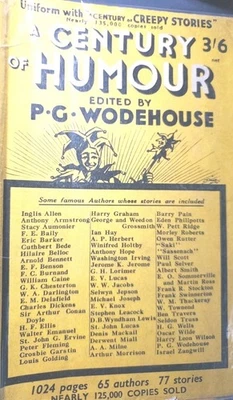 Uniform with "A CENTURY of CREEPY STORIES"
Nearly 135,000 copies sold
A CENTURY 3'6
OF HUMOUR net
EDITED BY
P·G·WODEHOUSE
Some famous Authors whose stories are included
Inglis Allen
Anthony Armstrong
Stacy Aumonier
F. E. Baily
Eric Barker
Cuthbert Bede
Hilaire Belloc
Arnold Bennett
E. F. Benson
F. C. Burnand
William Caine
G. K. Chesterton
W. A. Darlington
E. M. Delafield
Charles Dickens
Sir Arthur Conan
Doyle
H. F. Ellis
Walter Emanuel
St. John G. Ervine
Peter Fleming
Crosbie Garstin
Louis Golding
Harry Graham
George and Weedon
Grossmith
Ian Hay
A. P. Herbert
Winifred Holtby
Anthony Hope
Washington Irving
Jerome K. Jerome
G. H. Lorimer
E. V. Lucas
W. W. Jacobs
Selwyn Jepson
Michael Joseph
E. V. Knox
Stephen Leacock
D.B.Wyndham Lewis
St. John Lucas
Denis Mackail
Derwent Miall
A. A. Milne
Arthur Morrison
Barry Pain
Eden Phillpotts
W. Pett Ridge
Morley Roberts
Owen Rutter
"Saki"
"Sassenach"
Will Scott
Paul Selver
Albert Smith
E. Œ. Somerville
and Martin Ross
Frank R. Stockton
Frank Swinnerton
W. M. Thackeray
W. Townend
Ben Travers
Seldon Truss
H. G. Wells
Oscar Wilde
Harry Leon Wilson
P. G. Wodehouse
Israel Zangwill
1024 pages 65 authors 77 stories
NEARLY 125,000 COPIES SOLD